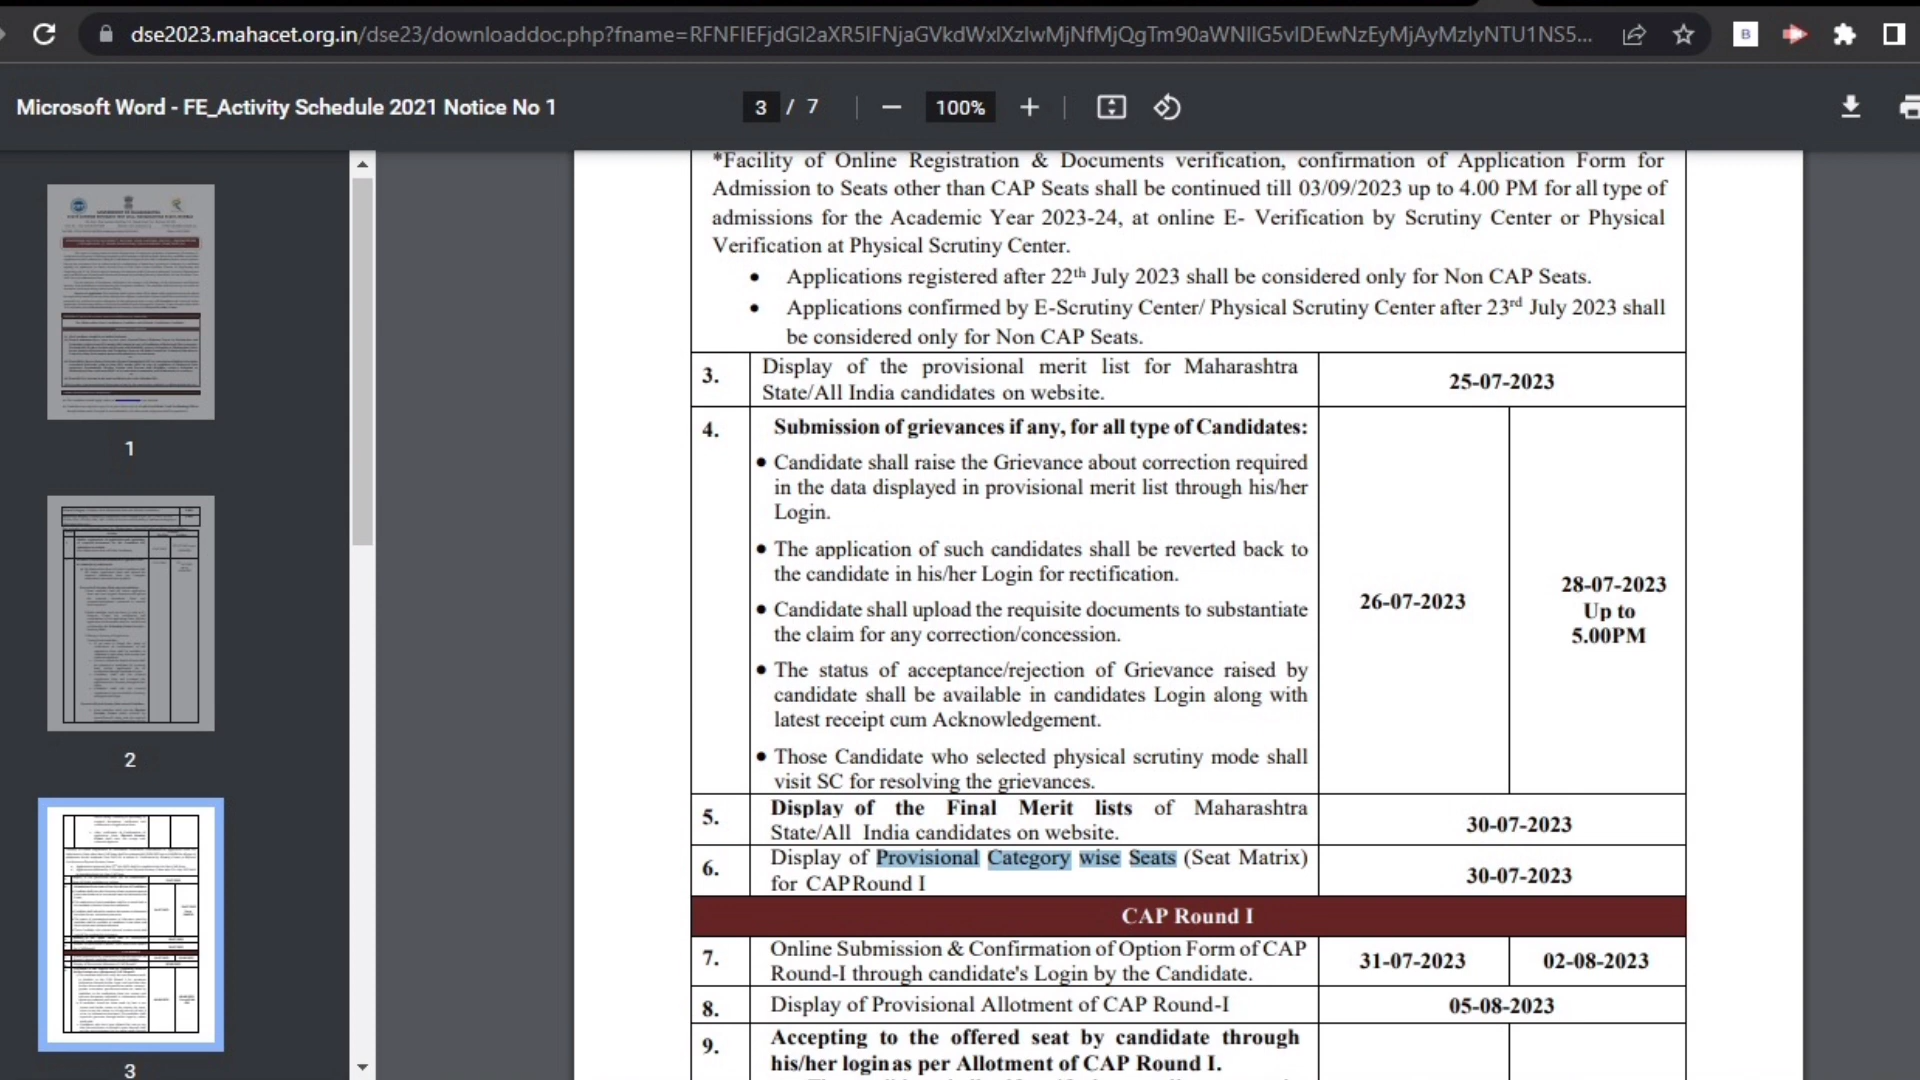 dse2023.mahacet.org.in/dse23/downloaddoc.php?fname=RFNFIEFjdGl2aXR5IFNjaGVkdWxlXzIwMjNfMjQgTm90aWNlIG5vIDEwNzEyMjAyMzIyNTU1NS5...
B
Microsoft Word - FE_Activity Schedule 2021 Notice No 1
3 / 7
100%
*Facility of Online Registration & Documents verification, confirmation of Application Form for
Admission to Seats other than CAP Seats shall be continued till 03/09/2023 up to 4.00 PM for all type of
admissions for the Academic Year 2023-24, at online E- Verification by Scrutiny Center or Physical
Verification at Physical Scrutiny Center.
• Applications registered after 22th July 2023 shall be considered only for Non CAP Seats.
• Applications confirmed by E-Scrutiny Center/ Physical Scrutiny Center after 23rd July 2023 shall
be considered only for Non CAP Seats.
3. Display of the provisional merit list for Maharashtra
State/All India candidates on website.
25-07-2023
4. Submission of grievances if any, for all type of Candidates:
• Candidate shall raise the Grievance about correction required
in the data displayed in provisional merit list through his/her
Login.
• The application of such candidates shall be reverted back to
the candidate in his/her Login for rectification.
• Candidate shall upload the requisite documents to substantiate
the claim for any correction/concession.
• The status of acceptance/rejection of Grievance raised by
candidate shall be available in candidates Login along with
latest receipt cum Acknowledgement.
• Those Candidate who selected physical scrutiny mode shall
visit SC for resolving the grievances.
26-07-2023
28-07-2023
Up to
5.00PM
5. Display of the Final Merit lists of Maharashtra
State/All India candidates on website.
30-07-2023
6. Display of Provisional Category wise Seats (Seat Matrix)
for CAP Round I
30-07-2023
CAP Round I
7. Online Submission & Confirmation of Option Form of CAP
Round-I through candidate's Login by the Candidate.
31-07-2023
02-08-2023
8. Display of Provisional Allotment of CAP Round-I
05-08-2023
9. Accepting to the offered seat by candidate through
his/her login as per Allotment of CAP Round I.
1
2
3